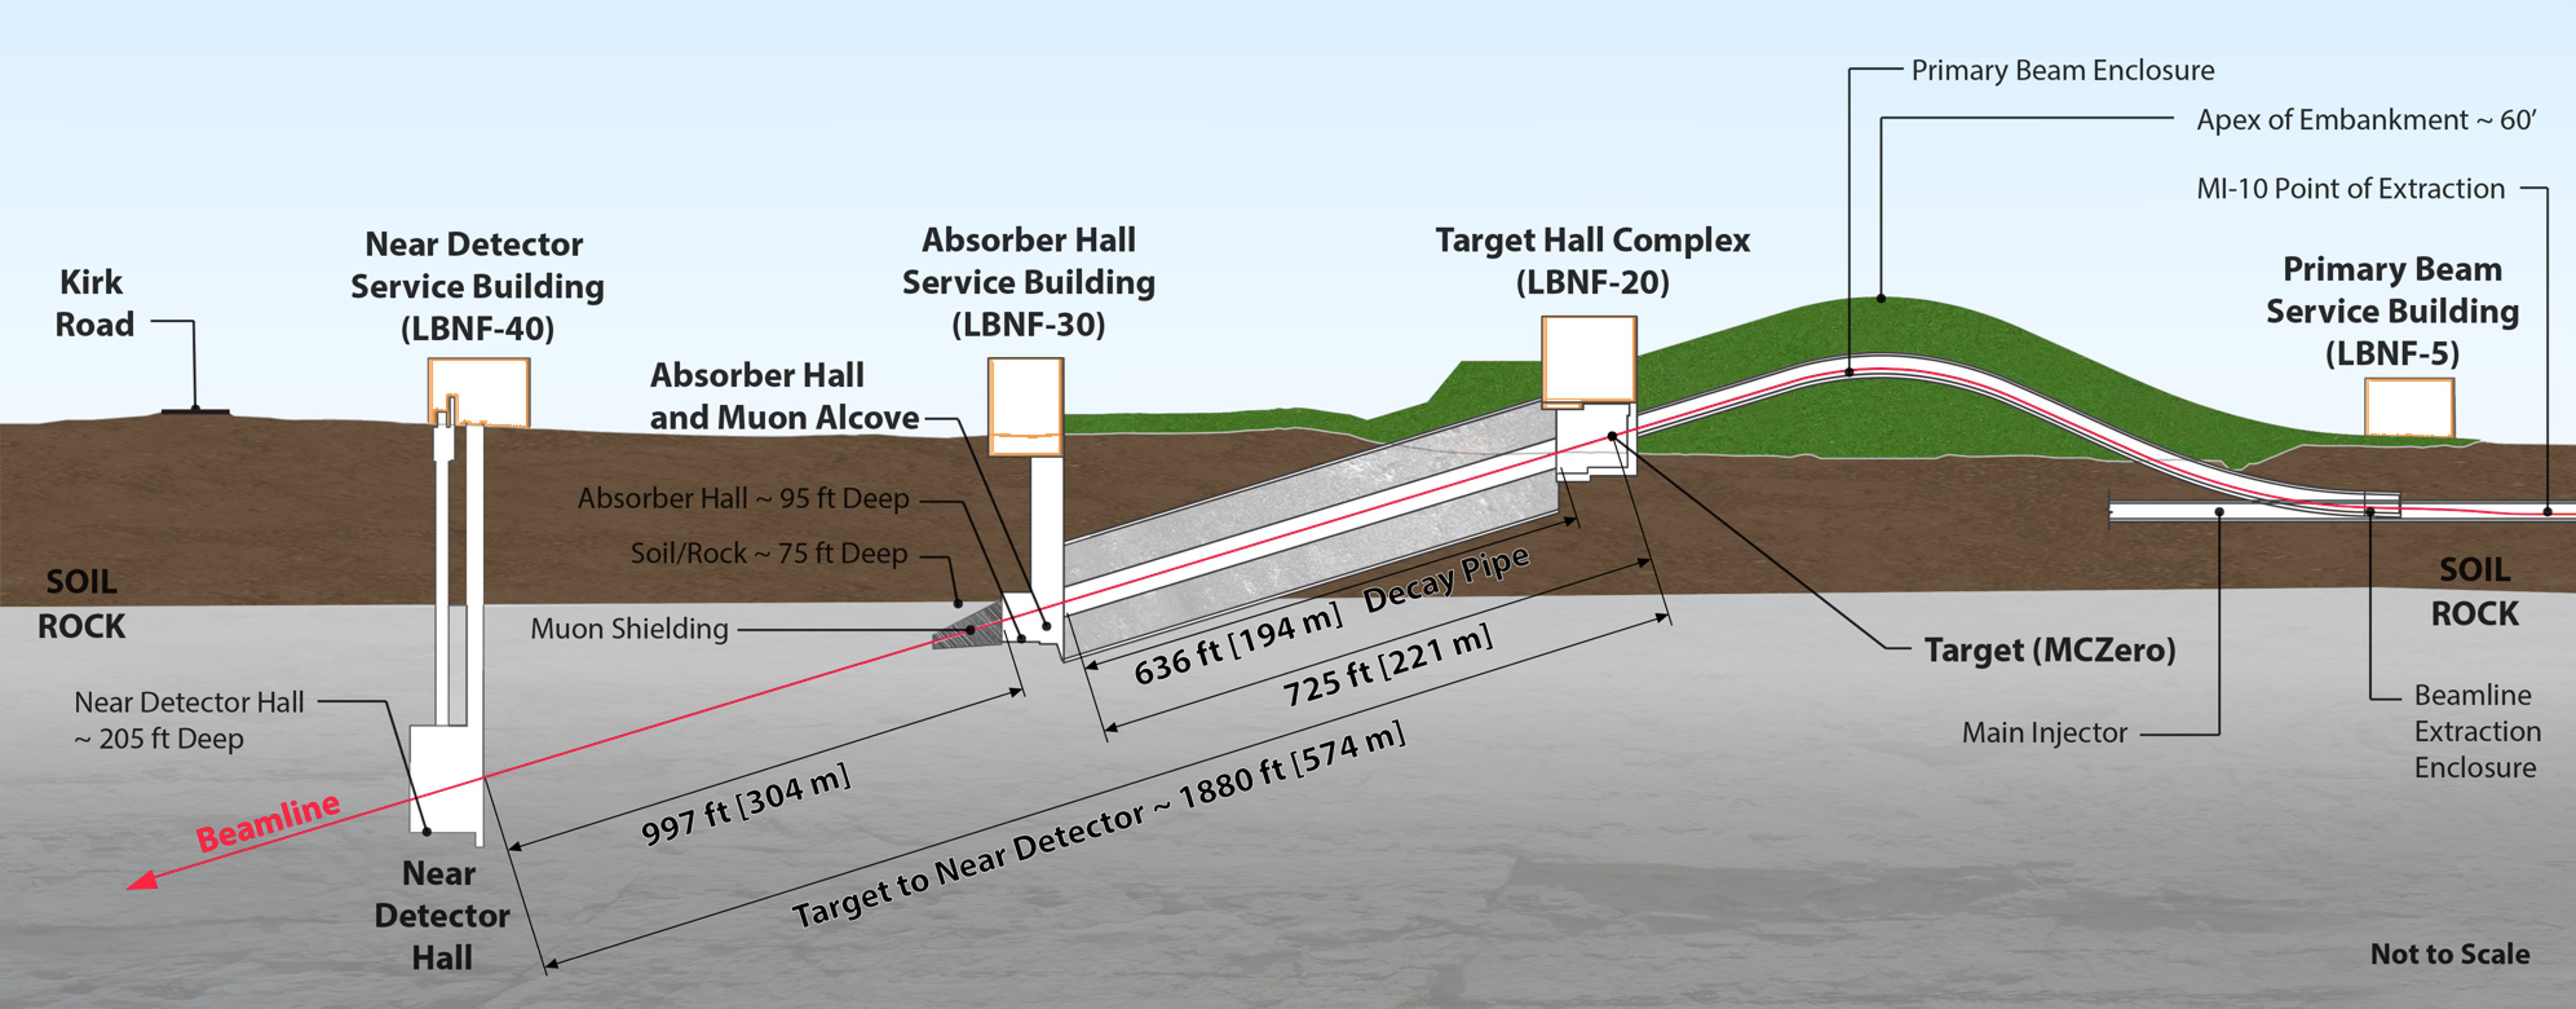 Primary Beam Enclosure
Apex of Embankment ~ 60’
MI-10 Point of Extraction
Kirk
Road
Near Detector
Service Building
(LBNF-40)
Absorber Hall
Service Building
(LBNF-30)
Target Hall Complex
(LBNF-20)
Primary Beam
Service Building
(LBNF-5)
Absorber Hall
and Muon Alcove
Absorber Hall ~ 95 ft Deep
Soil/Rock ~ 75 ft Deep
Muon Shielding
SOIL
ROCK
SOIL
ROCK
Near Detector Hall
~ 205 ft Deep
636 ft [194 m] Decay Pipe
725 ft [221 m]
997 ft [304 m]
Target to Near Detector ~ 1880 ft [574 m]
Target (MCZero)
Main Injector
Beamline
Extraction
Enclosure
Beamline
Near
Detector
Hall
Not to Scale